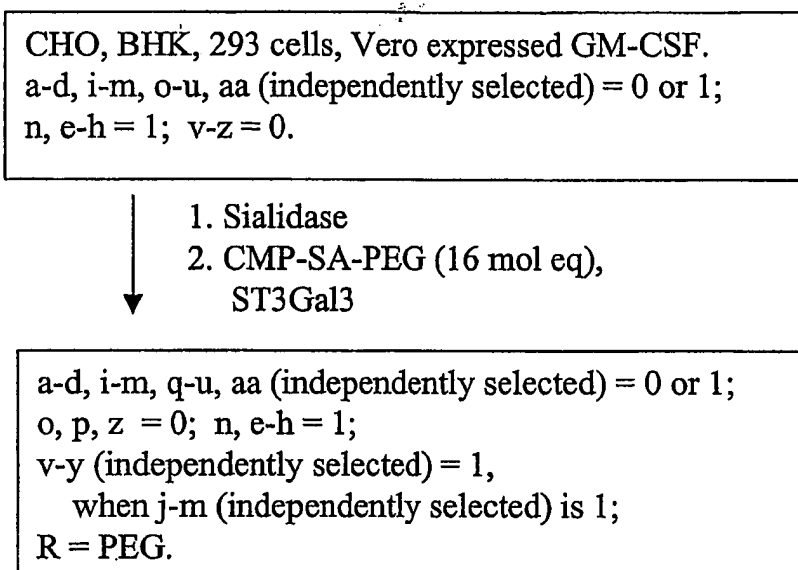 CHO, BHK, 293 cells, Vero expressed GM-CSF.
a-d, i-m, o-u, aa (independently selected) = 0 or 1;
n, e-h = 1; v-z = 0.
1. Sialidase
2. CMP-SA-PEG (16 mol eq),
ST3Gal3
a-d, i-m, q-u, aa (independently selected) = 0 or 1;
o, p, z = 0; n, e-h = 1;
v-y (independently selected) = 1,
when j-m (independently selected) is 1;
R = PEG.